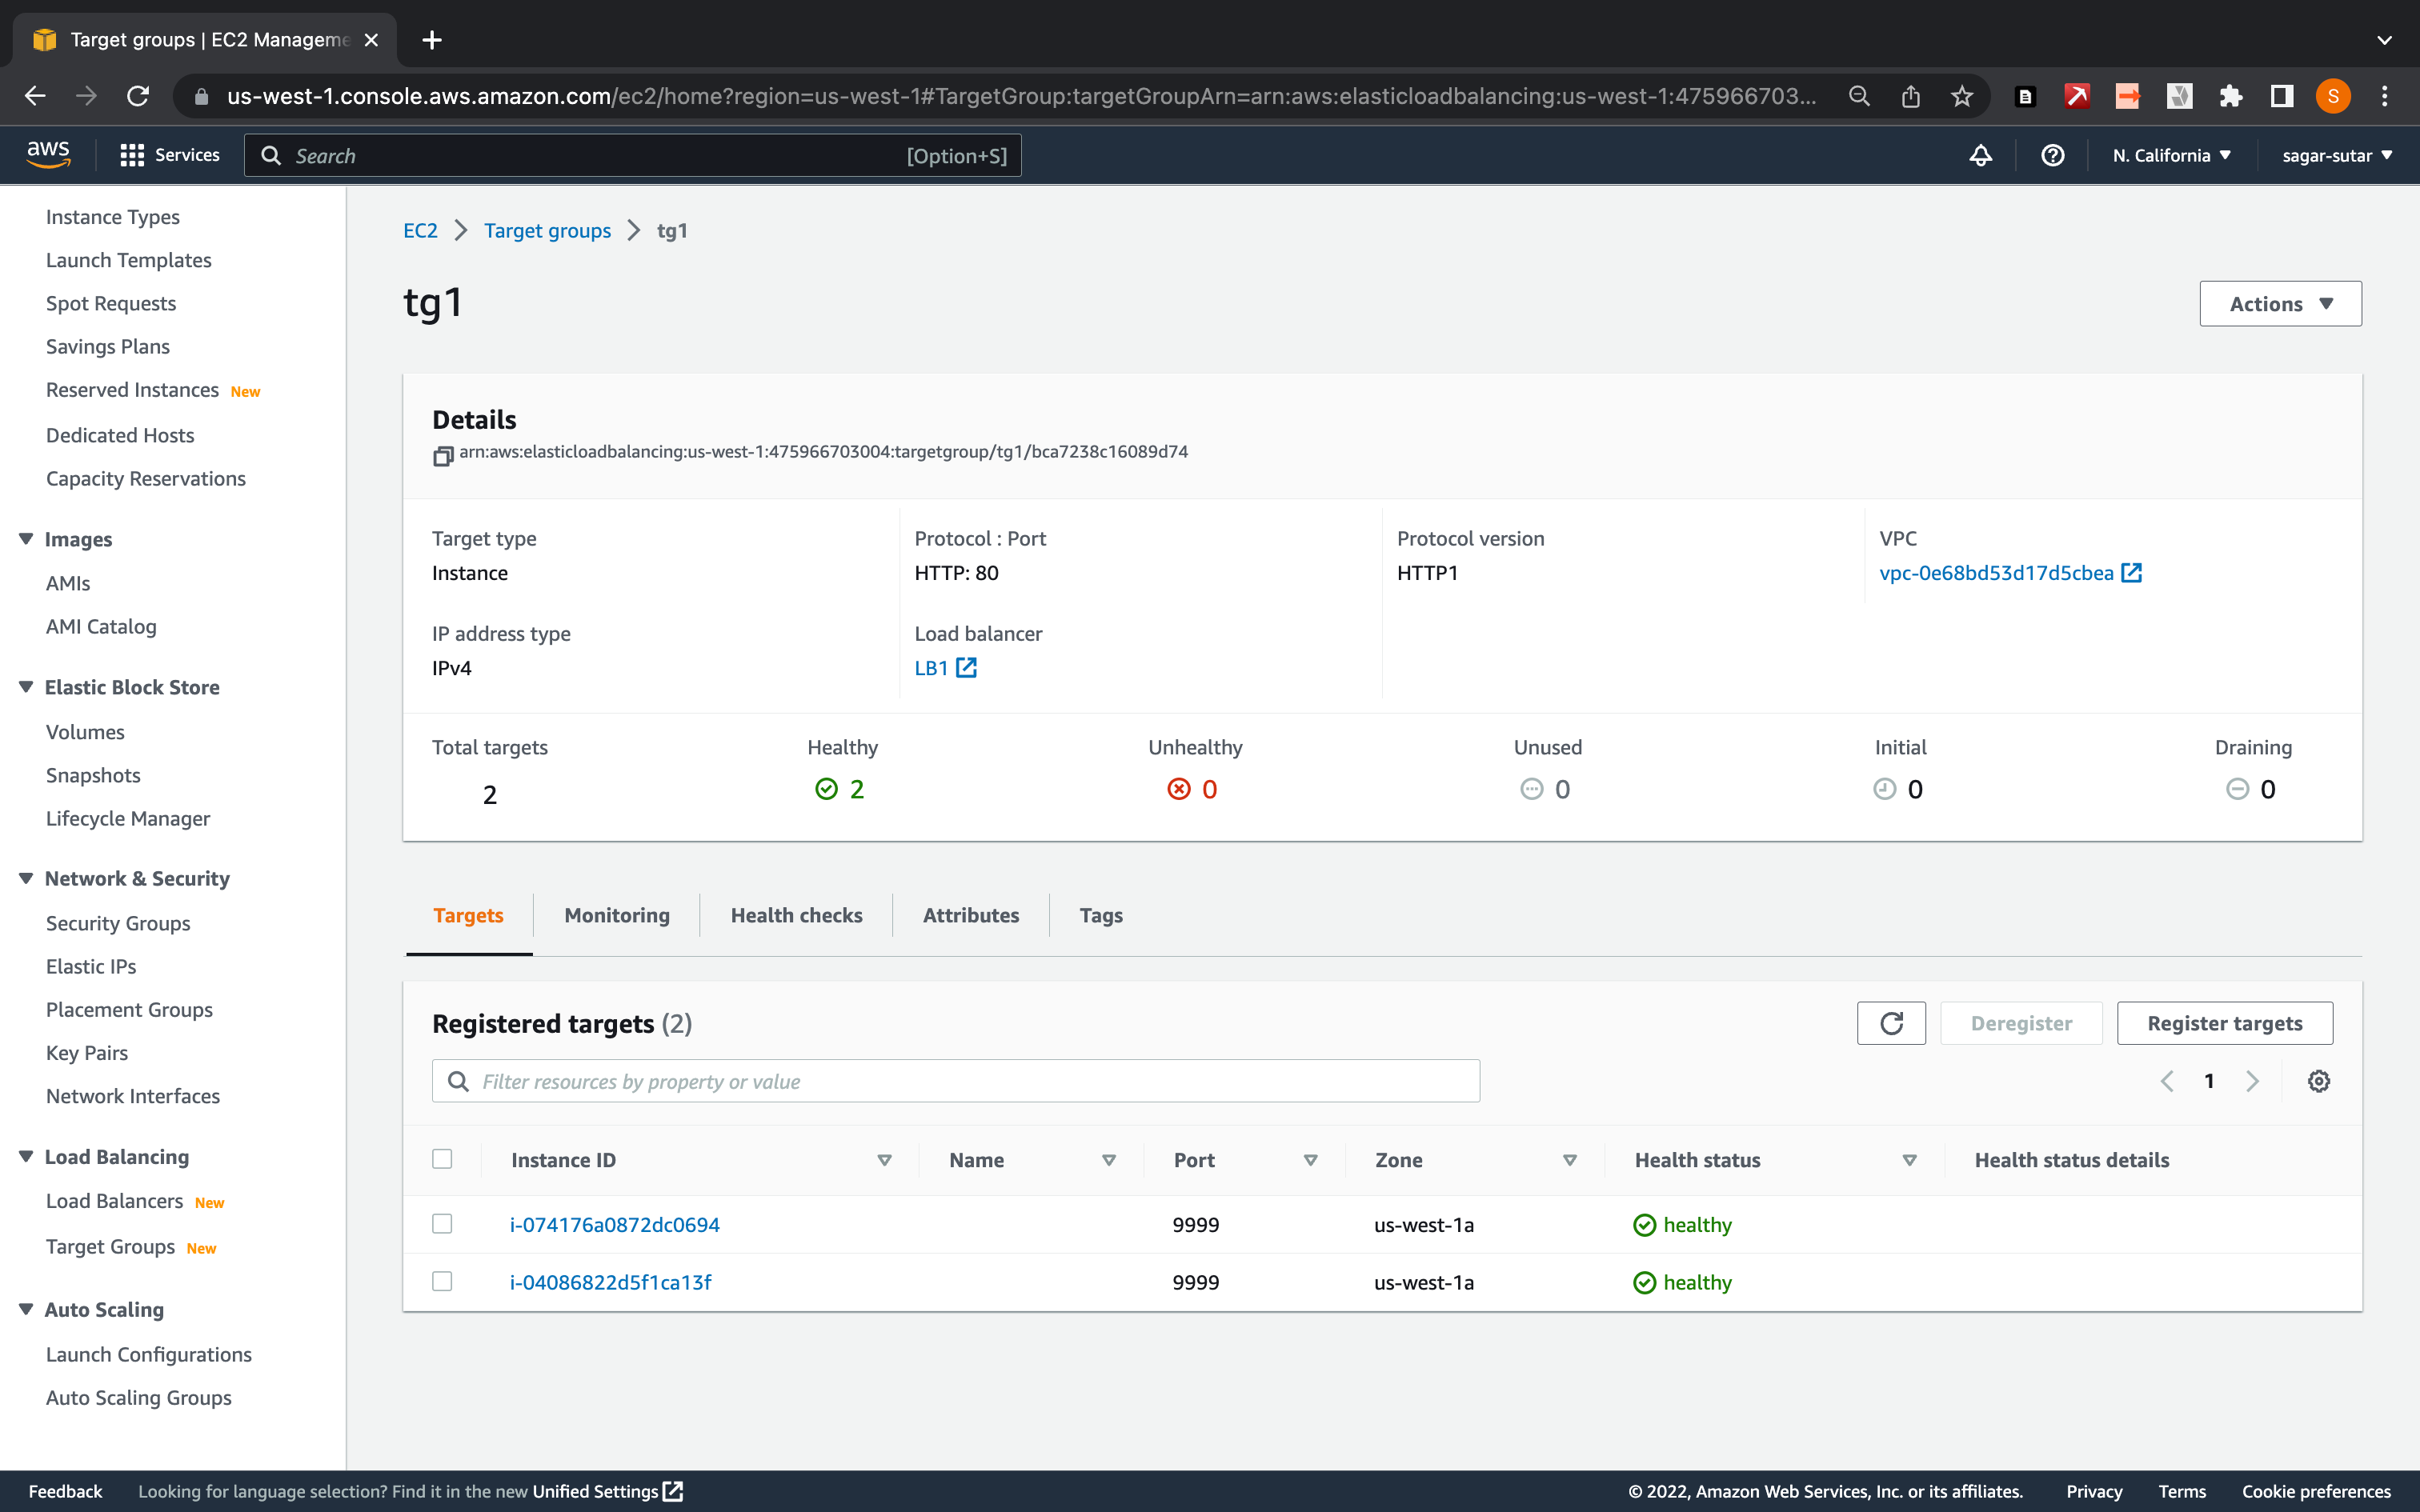 Target groups | EC2 Manageme
us-west-1.console.aws.amazon.com/ec2/home?region=us-west-1#TargetGroup:targetGroupArn=arn:aws:elasticloadbalancing:us-west-1:475966703...
S
aws
Services
Search
[Option+S]
N. California
sagar-sutar
Instance Types
Launch Templates
Spot Requests
Savings Plans
Reserved Instances New
Dedicated Hosts
Capacity Reservations
Images
AMIs
AMI Catalog
Elastic Block Store
Volumes
Snapshots
Lifecycle Manager
Network & Security
Security Groups
Elastic IPs
Placement Groups
Key Pairs
Network Interfaces
Load Balancing
Load Balancers New
Target Groups New
Auto Scaling
Launch Configurations
Auto Scaling Groups
EC2 > Target groups > tg1
tg1
Actions
Details
arn:aws:elasticloadbalancing:us-west-1:475966703004:targetgroup/tg1/bca7238c16089d74
Target type
Instance
Protocol : Port
HTTP: 80
Protocol version
HTTP1
VPC
vpc-0e68bd53d17d5cbea
IP address type
IPv4
Load balancer
LB1
Total targets
2
Healthy
2
Unhealthy
0
Unused
0
Initial
0
Draining
0
Targets Monitoring Health checks Attributes Tags
Registered targets (2)
Deregister
Register targets
Filter resources by property or value
1
Instance ID Name Port Zone Health status Health status details
i-074176a0872dc0694 9999 us-west-1a healthy
i-04086822d5f1ca13f 9999 us-west-1a healthy
Feedback Looking for language selection? Find it in the new Unified Settings © 2022, Amazon Web Services, Inc. or its affiliates. Privacy Terms Cookie preferences